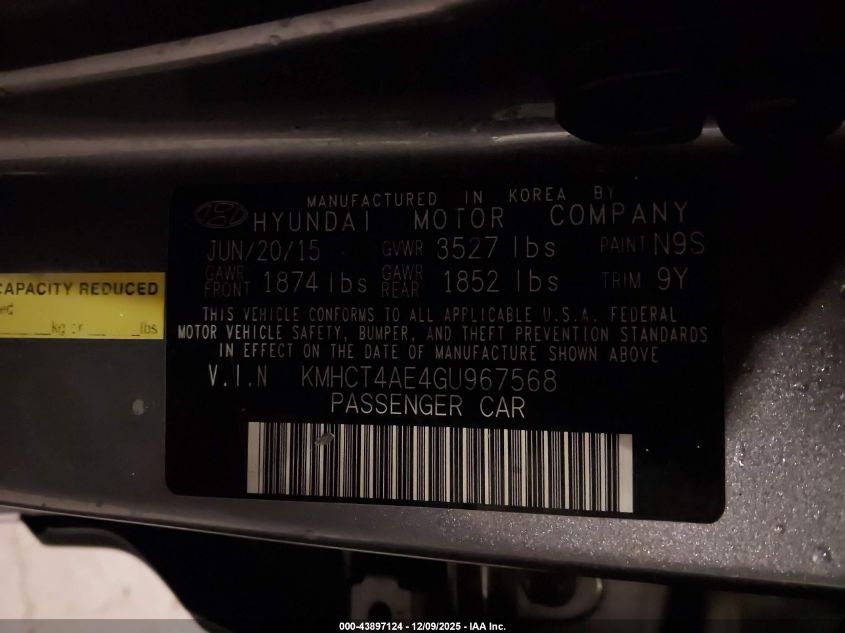 MANUFACTURED IN KOREA BY
HYUNDAI MOTOR COMPANY
JUN/20/15 GVWR 3527 lbs PAINT N9S
GAWR FRONT 1874 lbs GAWR REAR 1852 lbs TRIM 9Y
THIS VEHICLE CONFORMS TO ALL APPLICABLE U.S.A. FEDERAL
MOTOR VEHICLE SAFETY, BUMPER, AND THEFT PREVENTION STANDARDS
IN EFFECT ON THE DATE OF MANUFACTURE SHOWN ABOVE
V.I.N KMHCT4AE4GU967568
PASSENGER CAR
CAPACITY REDUCED
kg or lbs
000-43897124 - 12/09/2025 - IAA Inc.